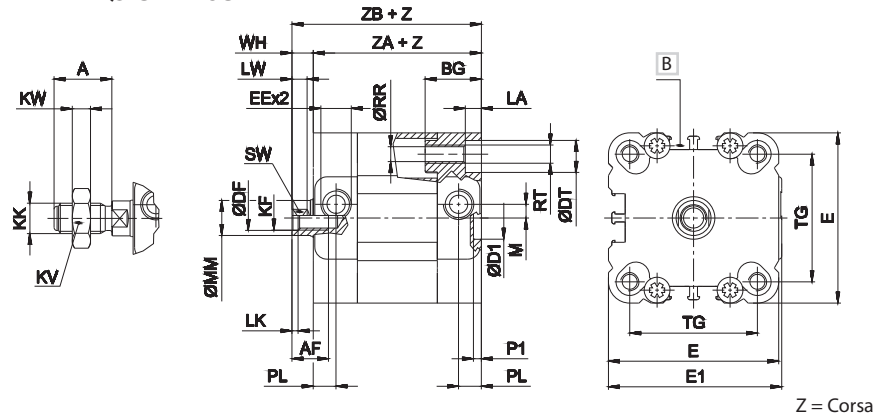 ZB + Z
WH
ZA + Z
A
LW
BG
B
KW
EEx2
ØRR
LA
SW
ØDF
KF
KK
RT
ØDT
TG
E
KV
ØMM
ØD1
M
LK
AF
P1
TG
PL
PL
E
E1
Z = Corsa